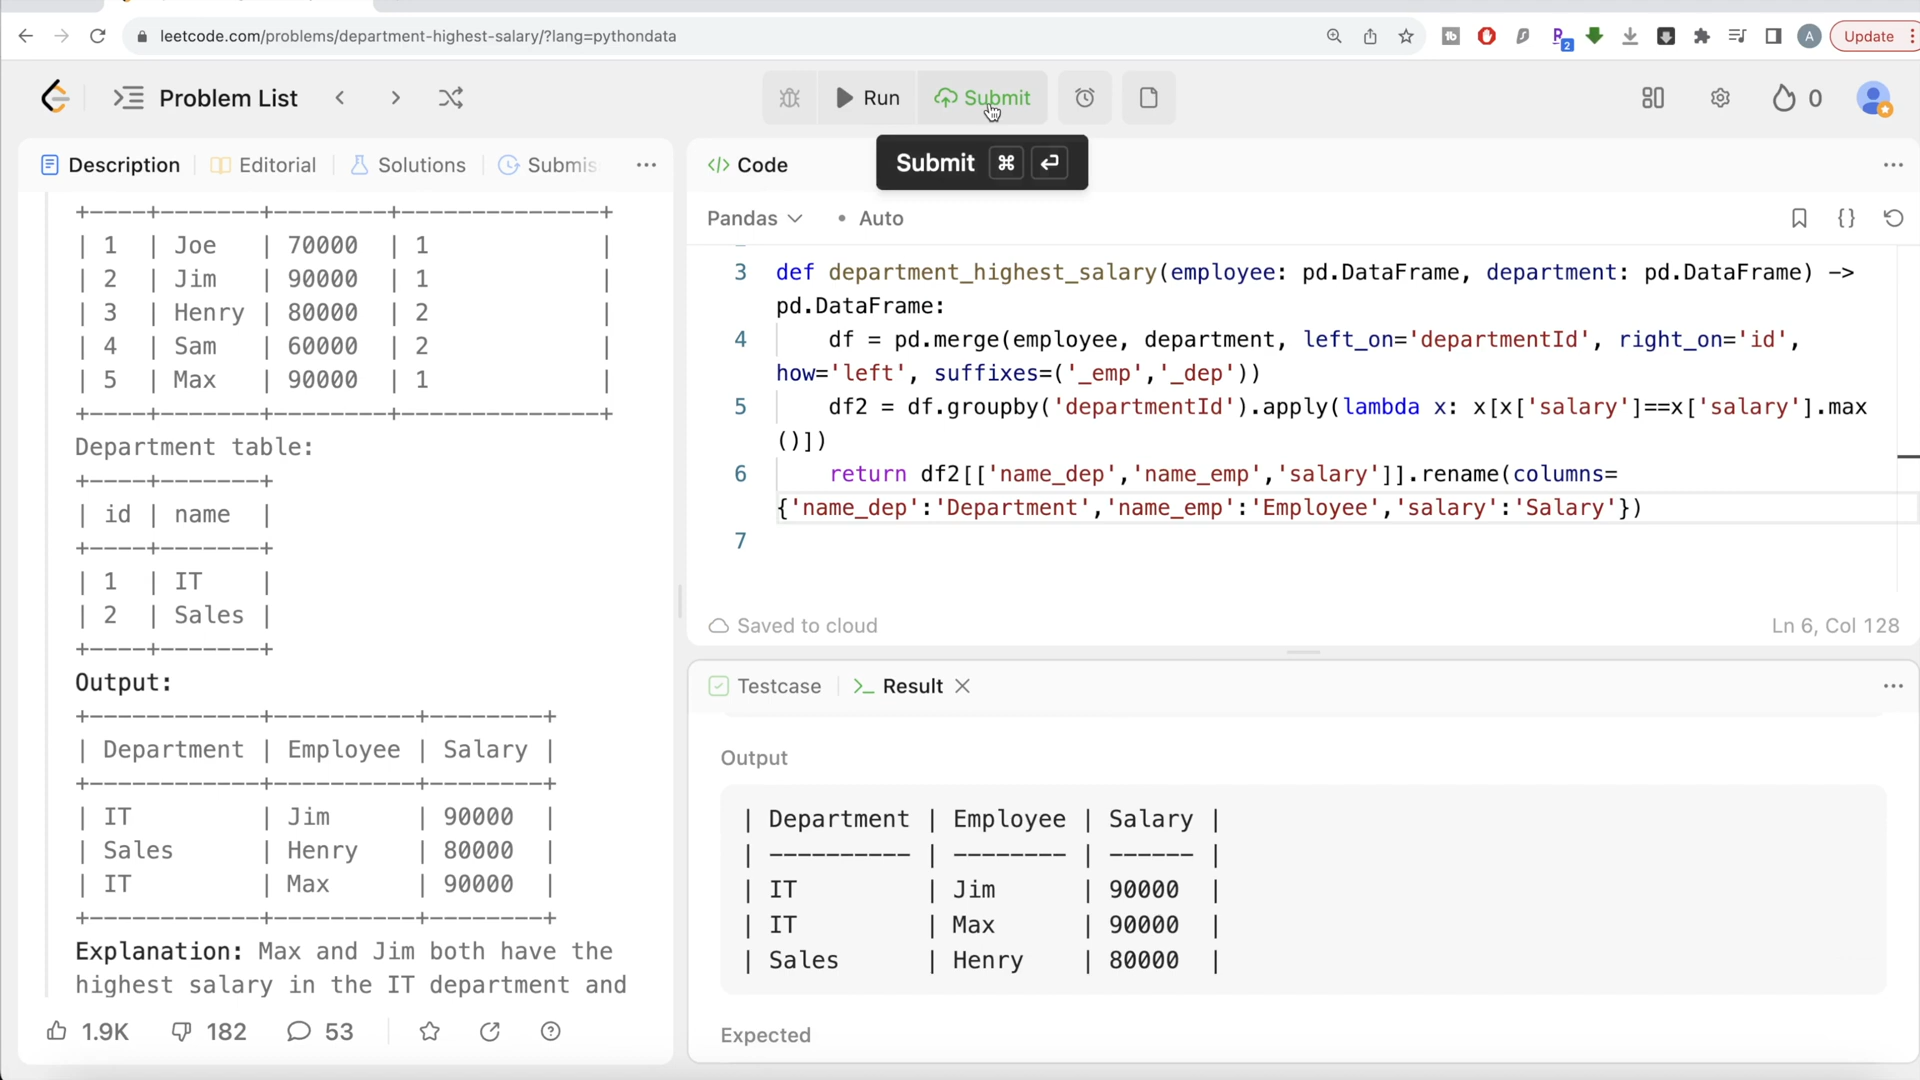 leetcode.com/problems/department-highest-salary/?lang=pythondata
2
A
Update
Problem List
Run
Submit
0
Description
Editorial
Solutions
Submis
Code
Submit ⌘
Pandas
• Auto
+----+-------+--------+--------------+
| 1 | Joe | 70000 | 1 |
| 2 | Jim | 90000 | 1 |
| 3 | Henry | 80000 | 2 |
| 4 | Sam | 60000 | 2 |
| 5 | Max | 90000 | 1 |
+----+-------+--------+--------------+
Department table:
+----+-------+
| id | name |
+----+-------+
| 1 | IT |
| 2 | Sales |
+----+-------+
Output:
+------------+----------+--------+
| Department | Employee | Salary |
+------------+----------+--------+
| IT | Jim | 90000 |
| Sales | Henry | 80000 |
| IT | Max | 90000 |
+------------+----------+--------+
Explanation: Max and Jim both have the
highest salary in the IT department and
1.9K 182 53
3 def department_highest_salary(employee: pd.DataFrame, department: pd.DataFrame) ->
pd.DataFrame:
4 df = pd.merge(employee, department, left_on='departmentId', right_on='id',
how='left', suffixes=('_emp','_dep'))
5 df2 = df.groupby('departmentId').apply(lambda x: x[x['salary']==x['salary'].max
()])
6 return df2[['name_dep','name_emp','salary']].rename(columns=
{'name_dep':'Department','name_emp':'Employee','salary':'Salary'})
7
Saved to cloud
Ln 6, Col 128
Testcase
Result
Output
| Department | Employee | Salary |
| ---------- | -------- | ------ |
| IT | Jim | 90000 |
| IT | Max | 90000 |
| Sales | Henry | 80000 |
Expected